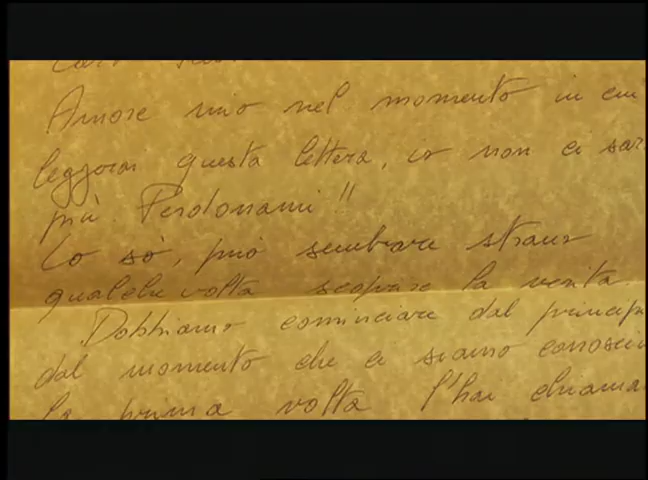 Amore mio nel momento in cui
leggerai questa lettera, io non ci sar
più. Perdonami!!
Lo sò, può sembrare strano
qualche volta scoprire la verità.
Dobbiamo cominciare dal princip
dal momento che ci siamo conosciu
la prima volta l'hai chiama